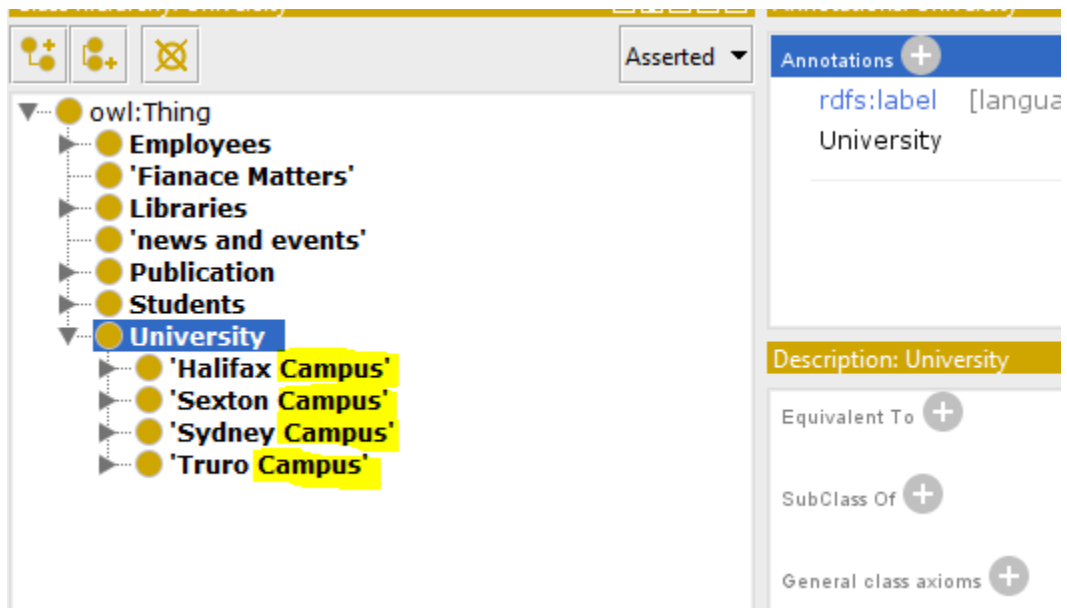 Asserted
owl:Thing
Employees
'Fianace Matters'
Libraries
'news and events'
Publication
Students
University
'Halifax Campus'
'Sexton Campus'
'Sydney Campus'
'Truro Campus'
Annotations
rdfs:label [langua
University
Description: University
Equivalent To
SubClass Of
General class axioms